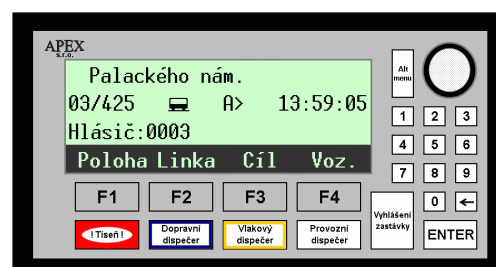 APEX
s.r.o.
Palackého nám.
03/425 A> 13:59:05
Hlásič:0003
Poloha Linka Cíl Voz.
F1 F2 F3 F4
! Tíseň !
Dopravní dispečer
Vlakový dispečer
Provozní dispečer
Alt menu
1 2 3
4 5 6
7 8 9
0 ←
Vyhlášení zastávky
ENTER